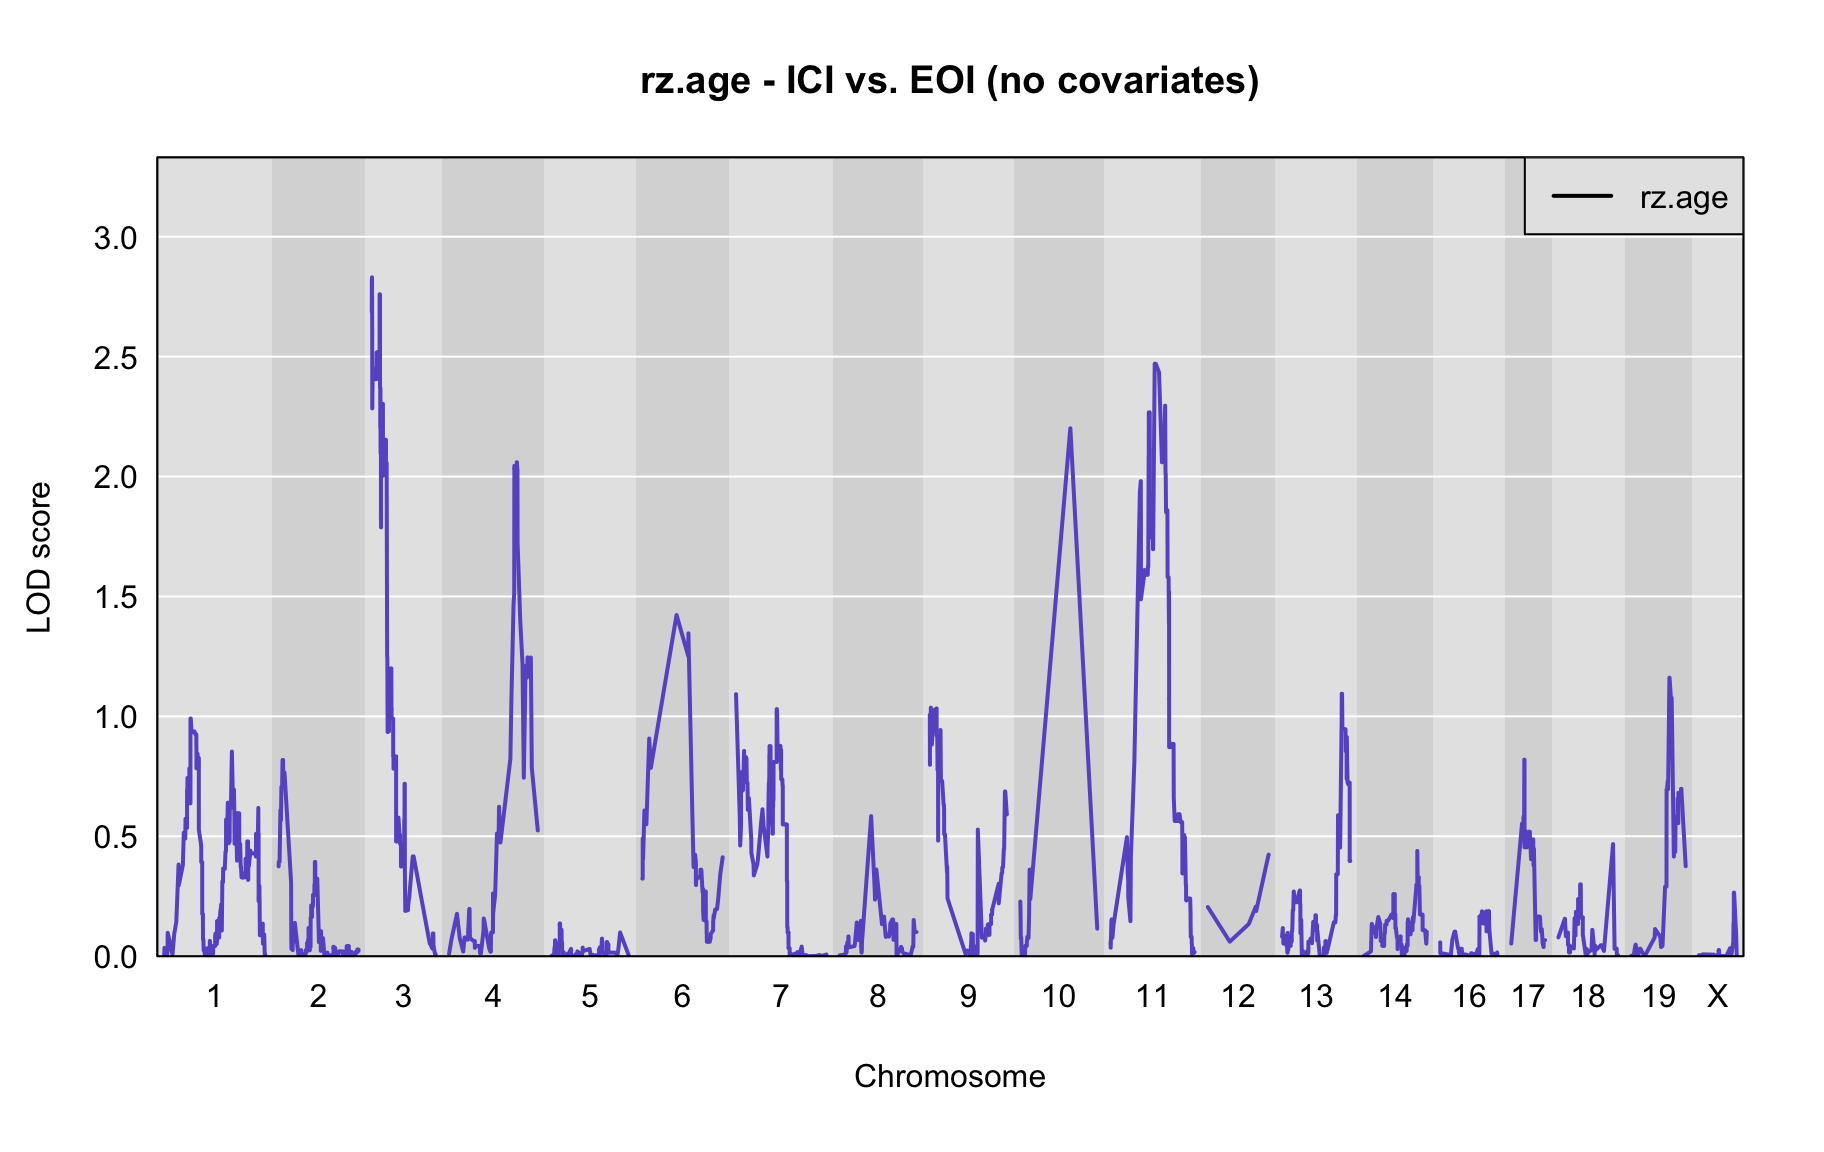 rz.age - ICI vs. EOI (no covariates)
rz.age
3.0
2.5
2.0
1.5
1.0
0.5
0.0
LOD score
1 2 3 4 5 6 7 8 9 10 11 12 13 14 16 17 18 19 X
Chromosome